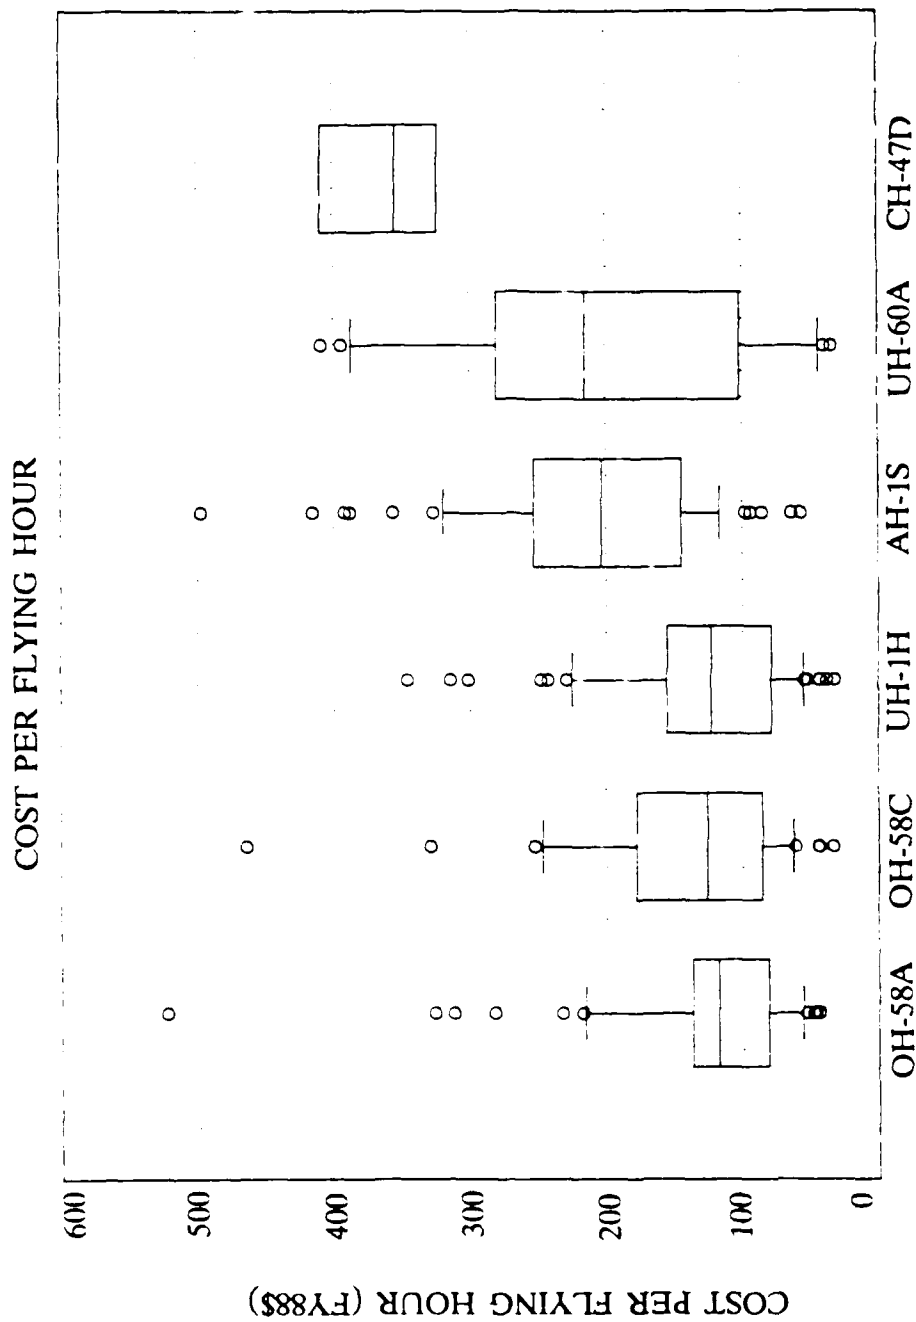 COST PER FLYING HOUR
COST PER FLYING HOUR (FY88$)
600
500
400
300
200
100
0
OH-58A
OH-58C
UH-1H
AH-1S
UH-60A
CH-47D